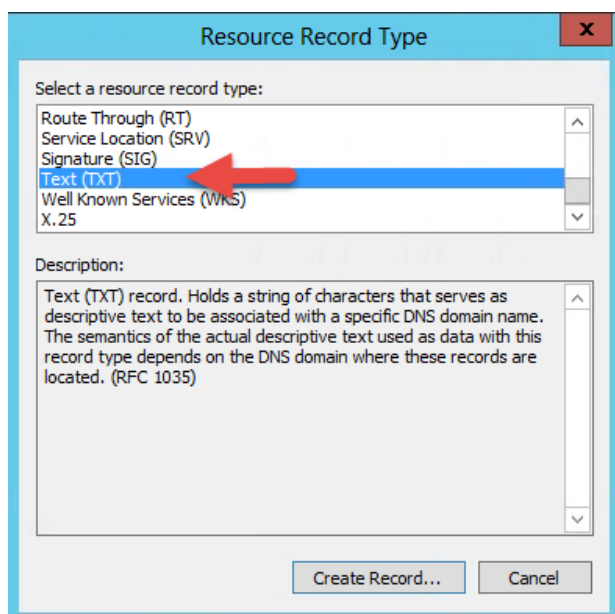 Resource Record Type
x
Select a resource record type:
Route Through (RT)
Service Location (SRV)
Signature (SIG)
Text (TXT)
Well Known Services (WKS)
X.25
Description:
Text (TXT) record. Holds a string of characters that serves as
descriptive text to be associated with a specific DNS domain name.
The semantics of the actual descriptive text used as data with this
record type depends on the DNS domain where these records are
located. (RFC 1035)
Create Record...
Cancel